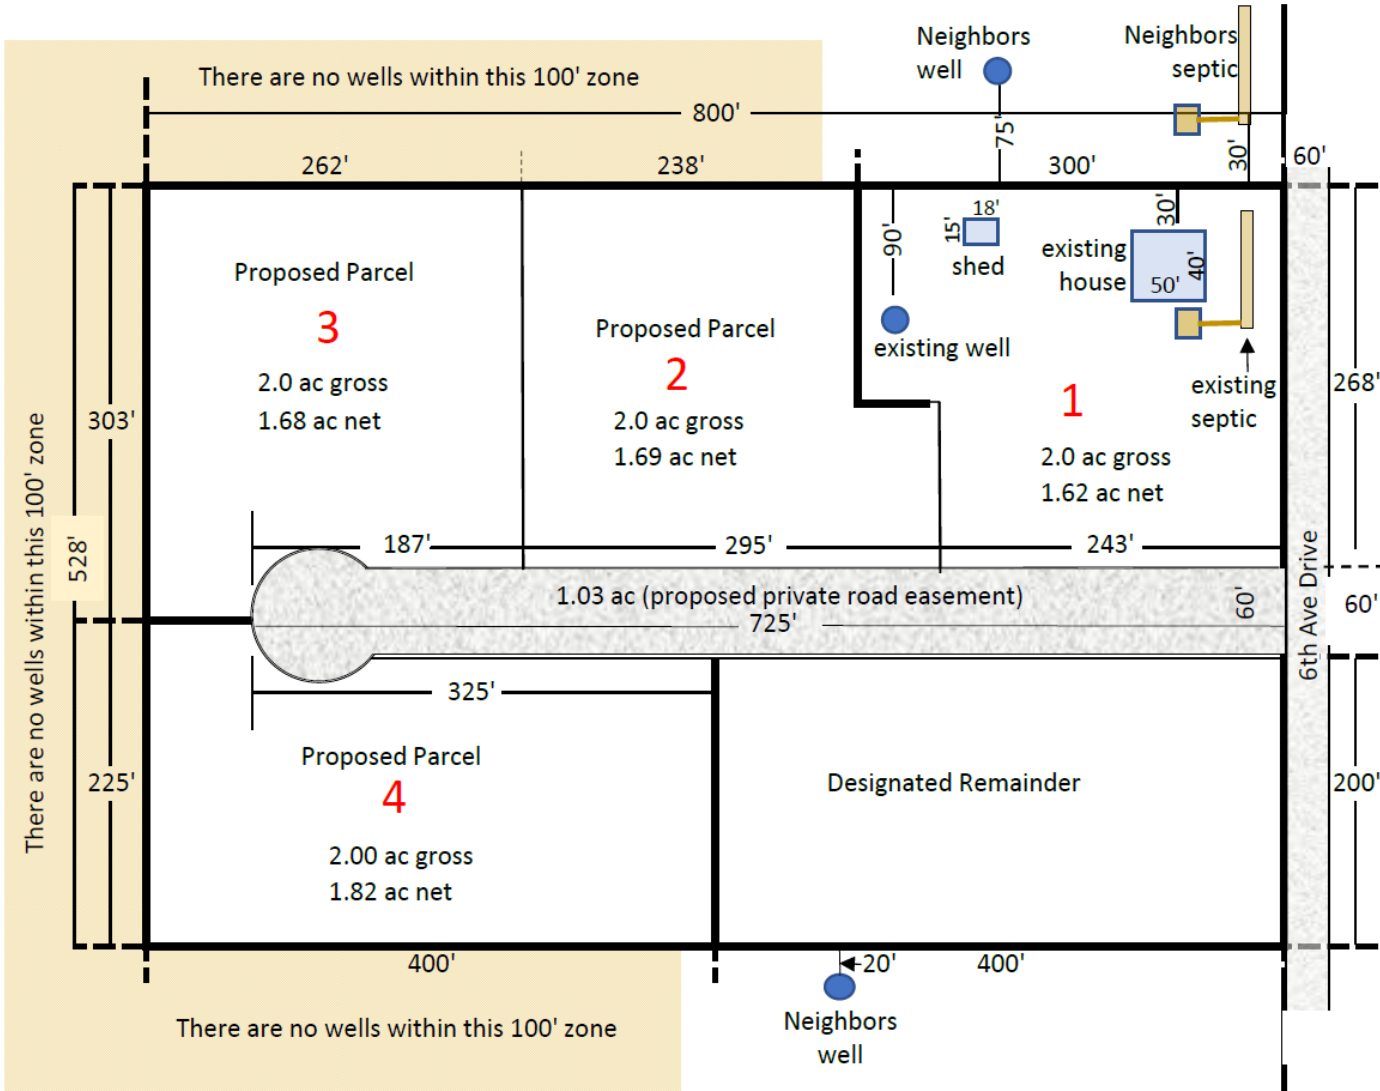 Neighbors
well
Neighbors
septic
There are no wells within this 100' zone
800'
75'
30'
262'
238'
300'
60'
90'
18'
15'
shed
30'
existing
house
40'
50'
Proposed Parcel
3
2.0 ac gross
1.68 ac net
Proposed Parcel
2
2.0 ac gross
1.69 ac net
existing well
1
2.0 ac gross
1.62 ac net
existing
septic
268'
303'
528'
There are no wells within this 100' zone
187'
295'
243'
1.03 ac (proposed private road easement)
725'
60'
6th Ave Drive
60'
325'
Proposed Parcel
4
2.00 ac gross
1.82 ac net
225'
Designated Remainder
200'
400'
20'
400'
Neighbors
well
There are no wells within this 100' zone